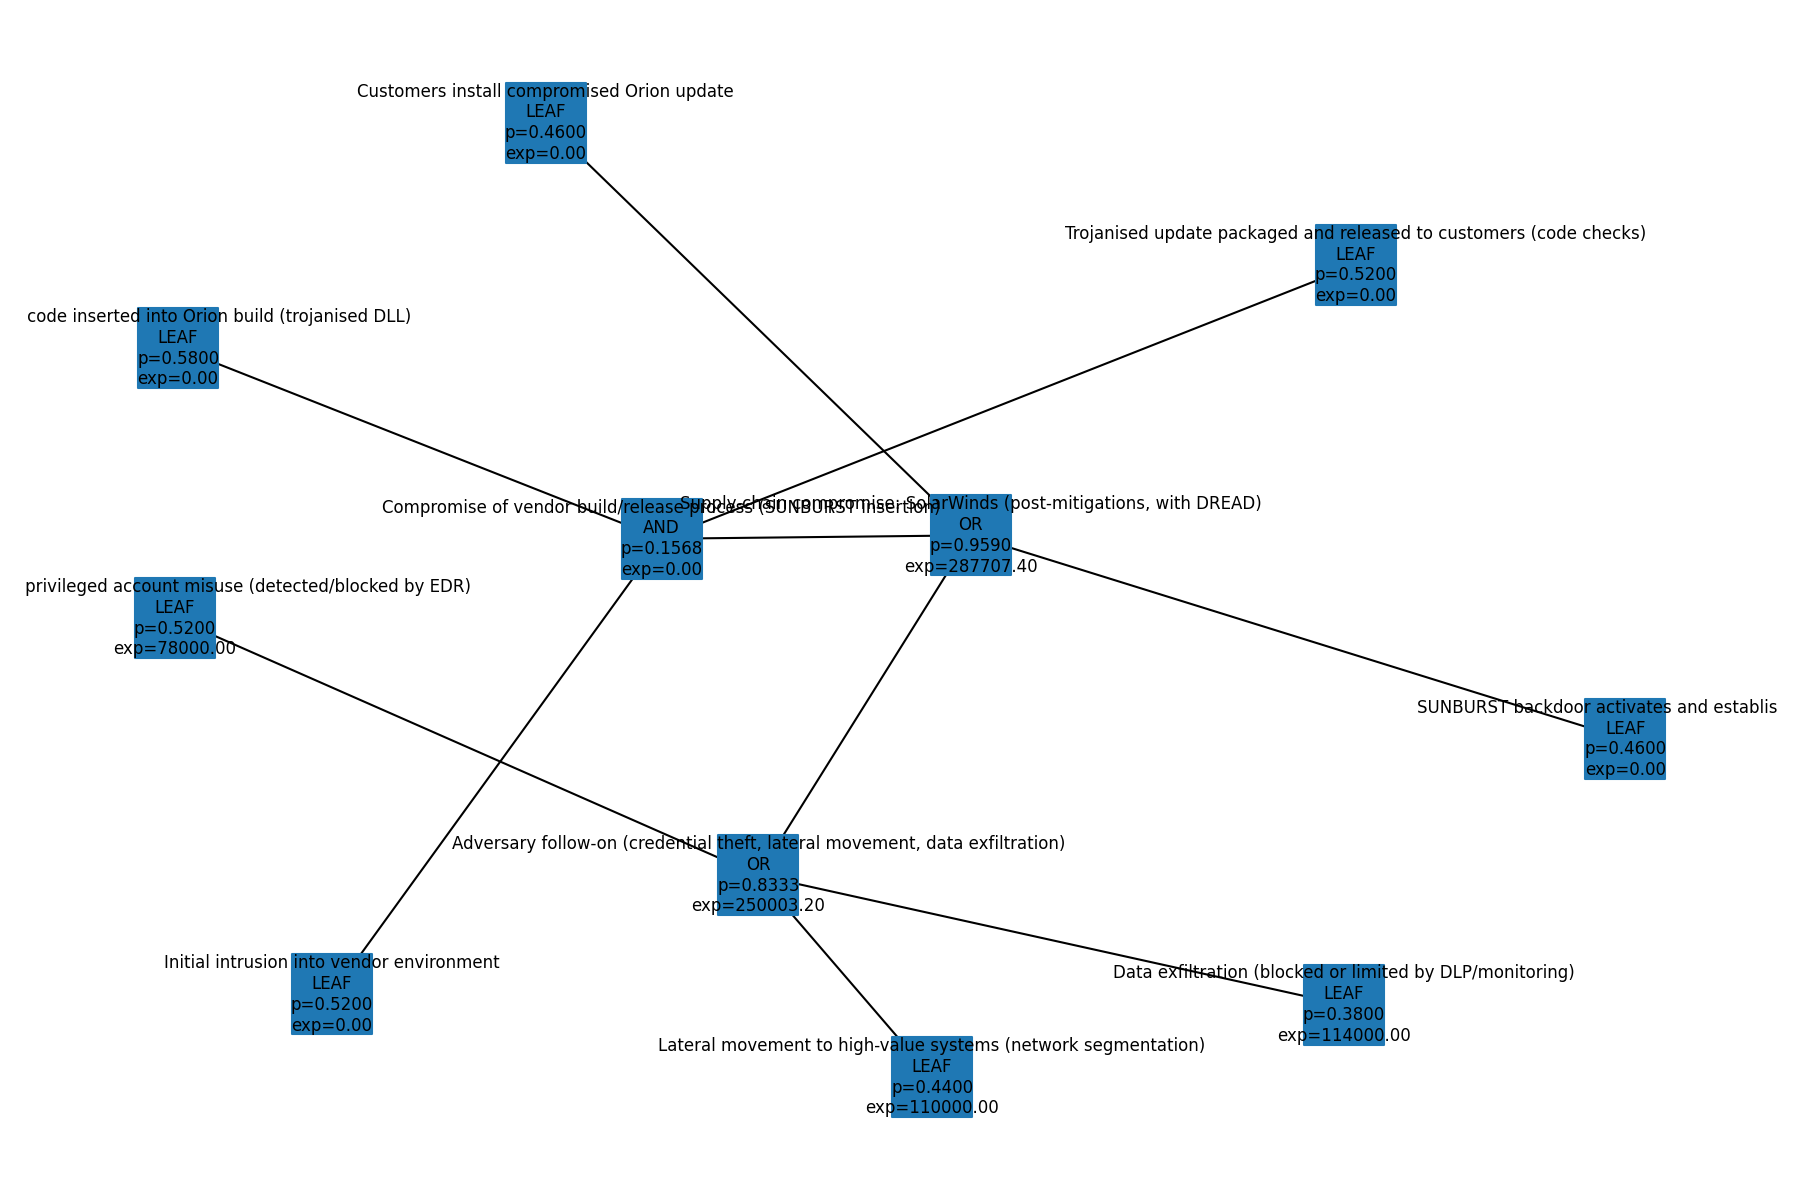 Customers install compromised Orion update
LEAF
p=0.4600
exp=0.00
Trojanised update packaged and released to customers (code checks)
LEAF
p=0.5200
exp=0.00
code inserted into Orion build (trojanised DLL)
LEAF
p=0.5800
exp=0.00
Compromise of vendor build/release process (SUNBURST insertion)
AND
p=0.1568
exp=0.00
Supply chain compromise: SolarWinds (post-mitigations, with DREAD)
OR
p=0.9590
exp=287707.40
privileged account misuse (detected/blocked by EDR)
LEAF
p=0.5200
exp=78000.00
SUNBURST backdoor activates and establis
LEAF
p=0.4600
exp=0.00
Adversary follow-on (credential theft, lateral movement, data exfiltration)
OR
p=0.8333
exp=250003.20
Initial intrusion into vendor environment
LEAF
p=0.5200
exp=0.00
Data exfiltration (blocked or limited by DLP/monitoring)
LEAF
p=0.3800
exp=114000.00
Lateral movement to high-value systems (network segmentation)
LEAF
p=0.4400
exp=110000.00